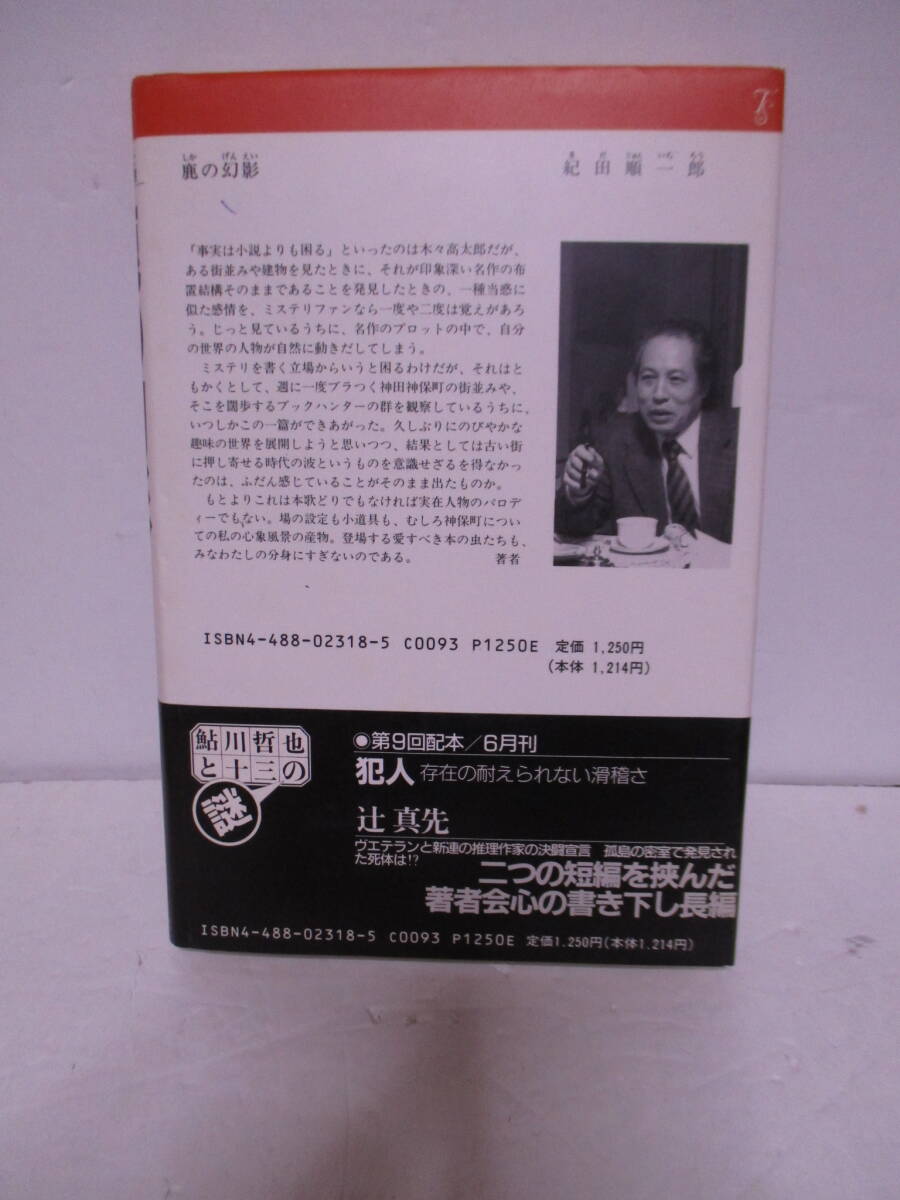 しか げんえい
鹿の幻影
き だ じゅん いち ろう
紀田順一郎
「事実は小説よりも困る」といったのは木々高太郎だが、
ある街並みや建物を見たときに、それが印象深い名作の布
置結構そのままであることを発見したときの、一種当惑に
似た感情を、ミステリファンなら一度や二度は覚えがあろ
う。じっと見ているうちに、名作のプロットの中で、自分
の世界の人物が自然に動きだしてしまう。
ミステリを書く立場からいうと困るわけだが、それはと
もかくとして、週に一度ブラつく神田神保町の街並みや、
そこを闊歩するブックハンターの群を観察しているうちに、
いつしかこの一篇ができあがった。久しぶりにのびやかな
趣味の世界を展開しようと思いつつ、結果としては古い街
に押し寄せる時代の波というものを意識せざるを得なかっ
たのは、ふだん感じていることがそのまま出たものか。
もとよりこれは本歌どりでもなければ実在人物のパロデ
ィーでもない。場の設定も小道具も、むしろ神保町につい
ての私の心象風景の産物。登場する愛すべき本の虫たちも、
みなわたしの分身にすぎないのである。 著者
ISBN4-488-02318-5 C0093 P1250E 定価 1,250円
(本体 1,214円)
鮎川哲也
と十三の
謎
●第9回配本/6月刊
犯人 存在の耐えられない滑稽さ
辻 真先
ヴエテランと新進の推理作家の決闘宣言 孤島の密室で発見され
た死体は!?
二つの短編を挟んだ
著者会心の書き下し長編
ISBN4-488-02318-5 C0093 P1250E 定価1,250円(本体1,214円)